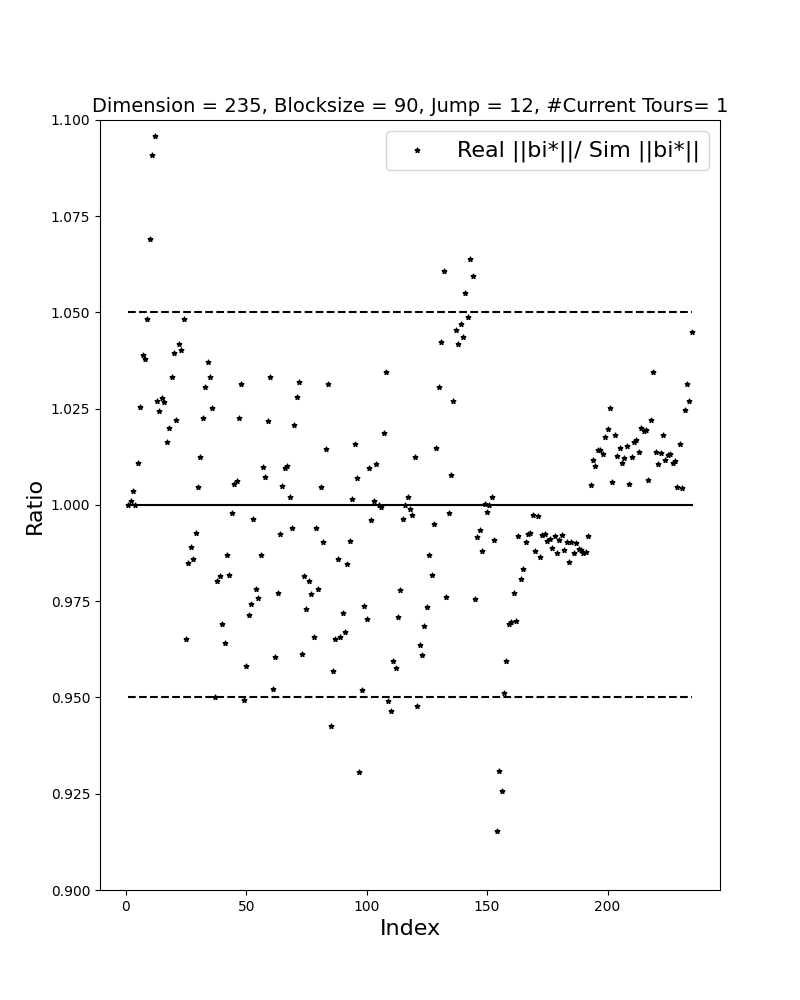 Dimension = 235, Blocksize = 90, Jump = 12, #Current Tours= 1
Real ||bi*||/ Sim ||bi*||
1.100
1.075
1.050
1.025
1.000
0.975
0.950
0.925
0.900
Ratio
0 50 100 150 200
Index